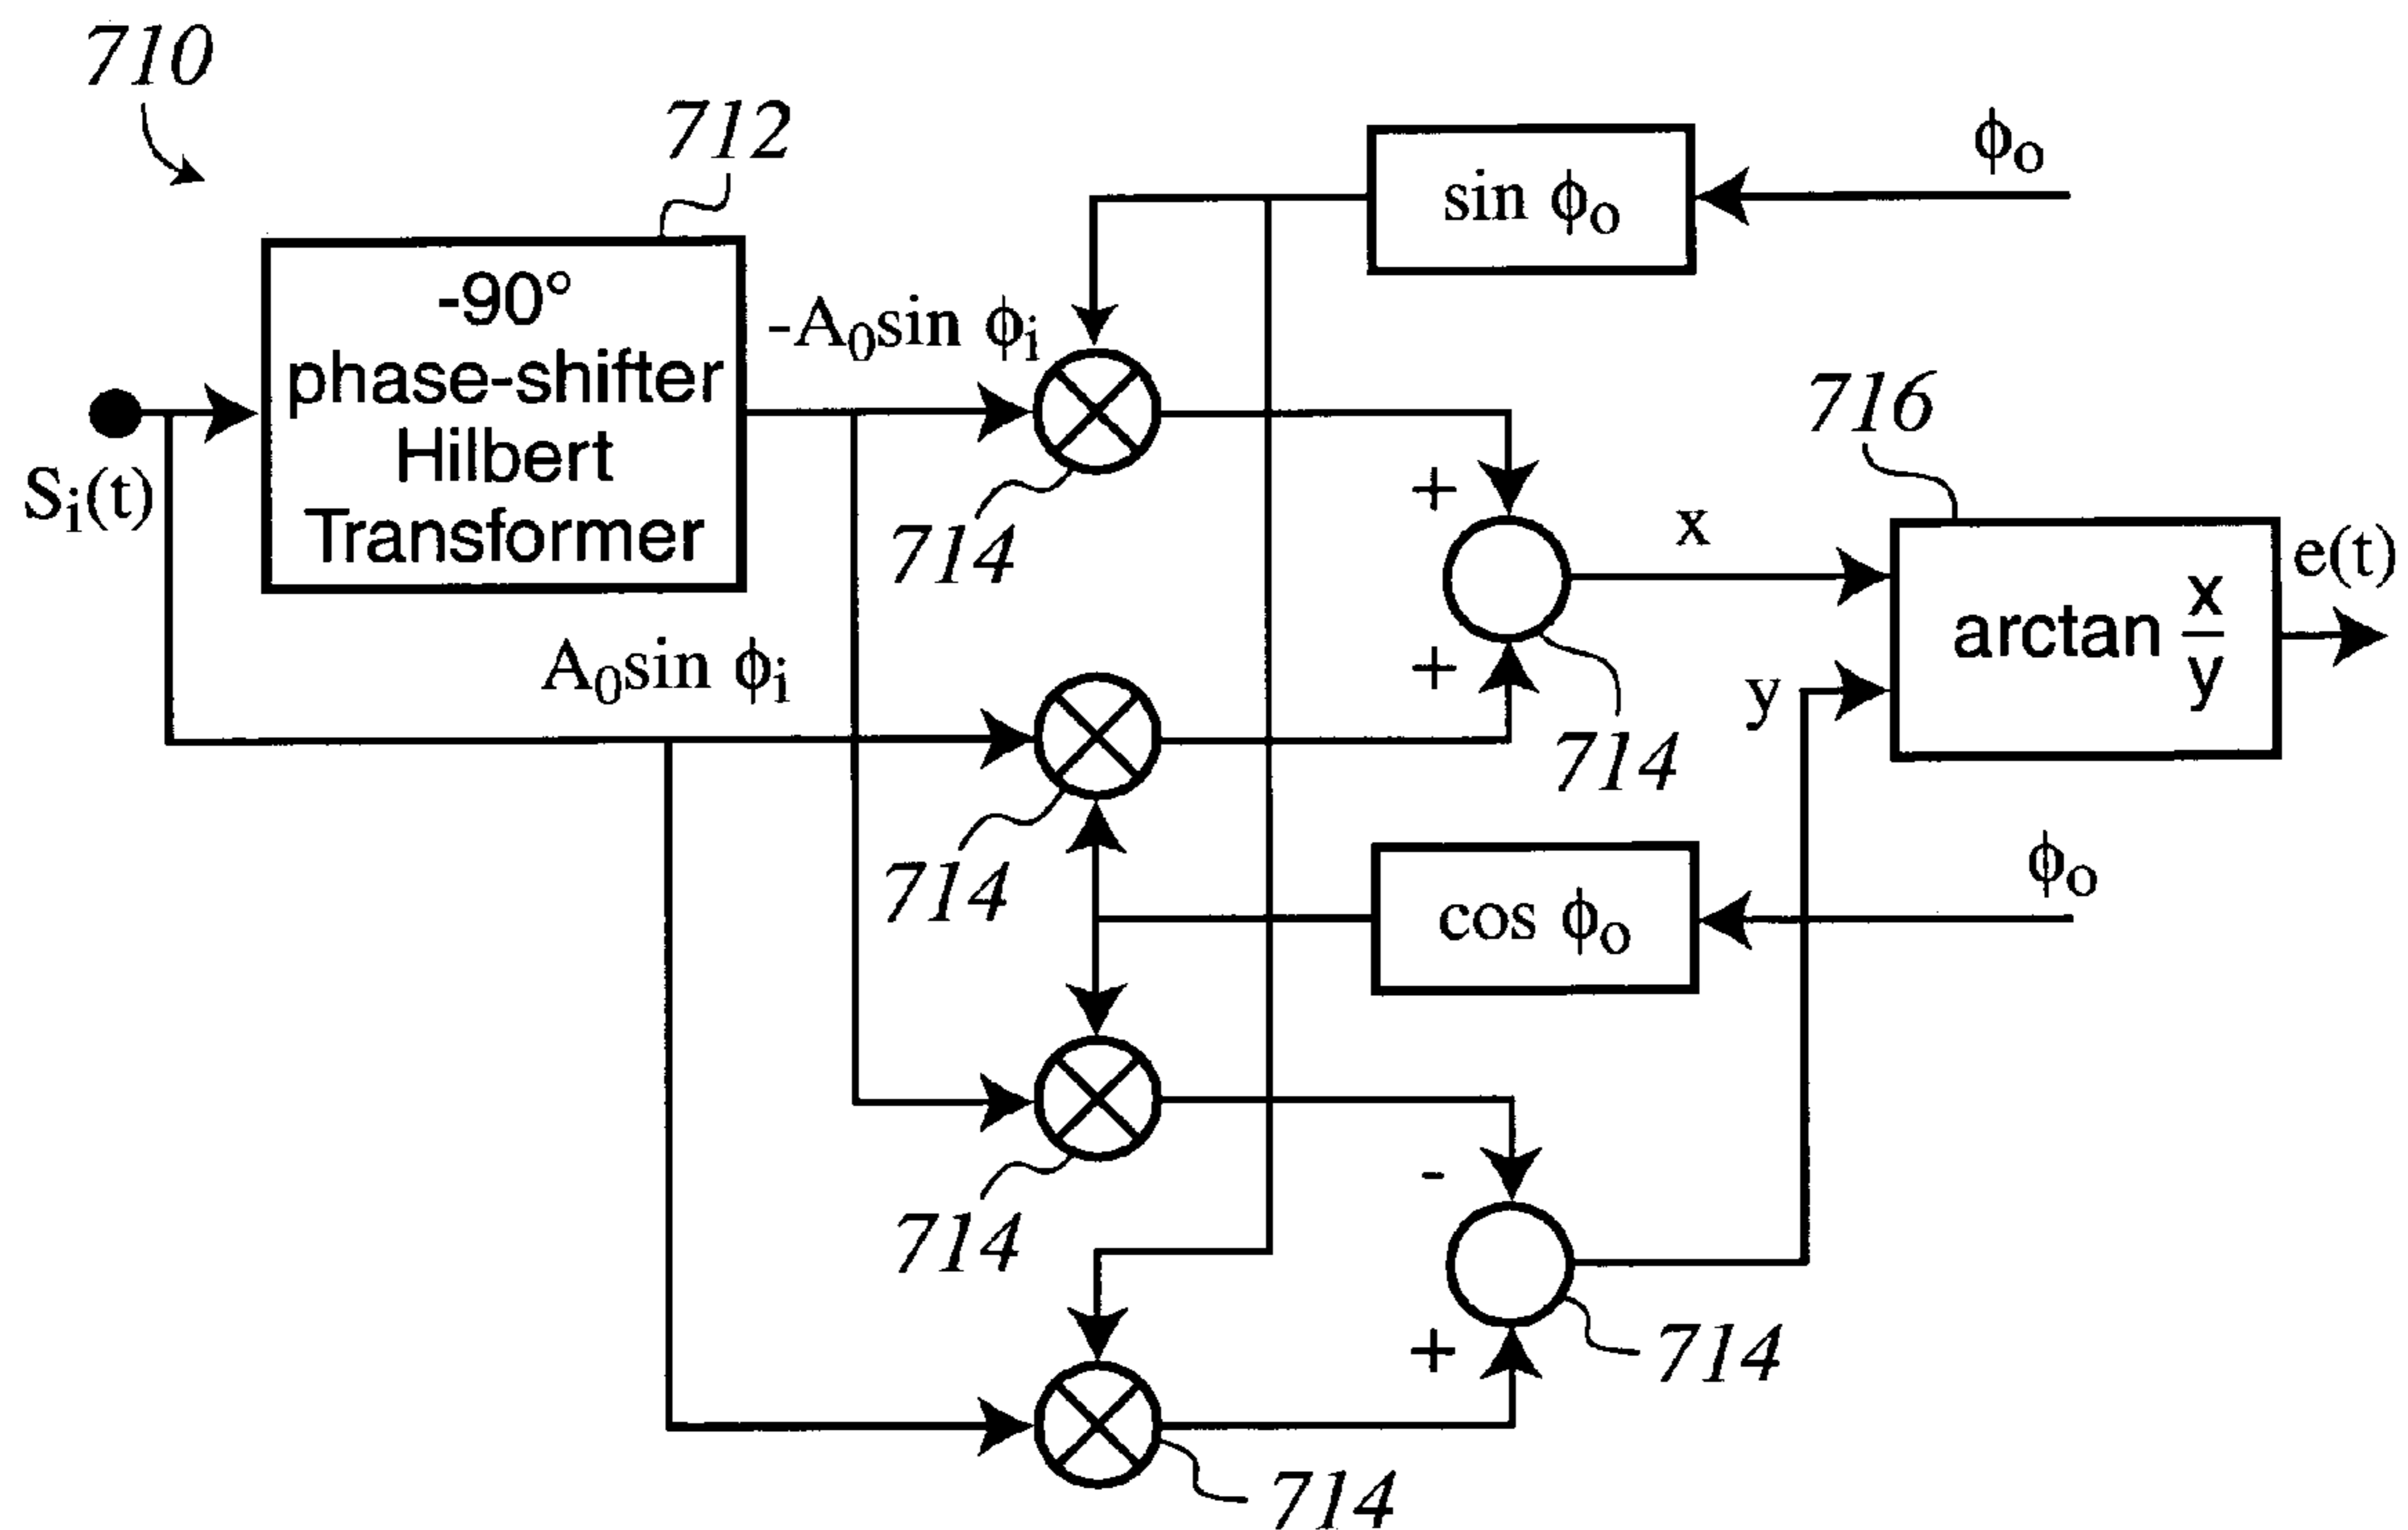 710
712
sin ϕo
ϕo
-90°
phase-shifter
Hilbert
Transformer
-A0sin ϕi
Si(t)
714
+
716
x
e(t)
arctan x/y
A0sin ϕi
+
y
714
714
cos ϕo
ϕo
-
714
+
714
714